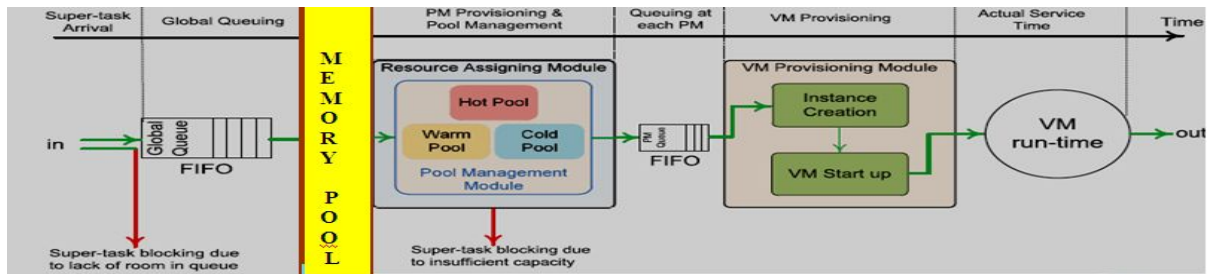 Super-task
Arrival
Global Queuing
PM Provisioning &
Pool Management
Queuing at
each PM
VM Provisioning
Actual Service
Time
Time
M
E
M
O
R
Y
P
O
O
L
Resource Assigning Module
Hot Pool
Warm
Pool
Cold
Pool
Pool Management
Module
VM Provisioning Module
Instance
Creation
VM Start up
in
Global
Queue
FIFO
PM
Queue
FIFO
VM
run-time
out
Super-task blocking due
to lack of room in queue
Super-task blocking due
to insufficient capacity